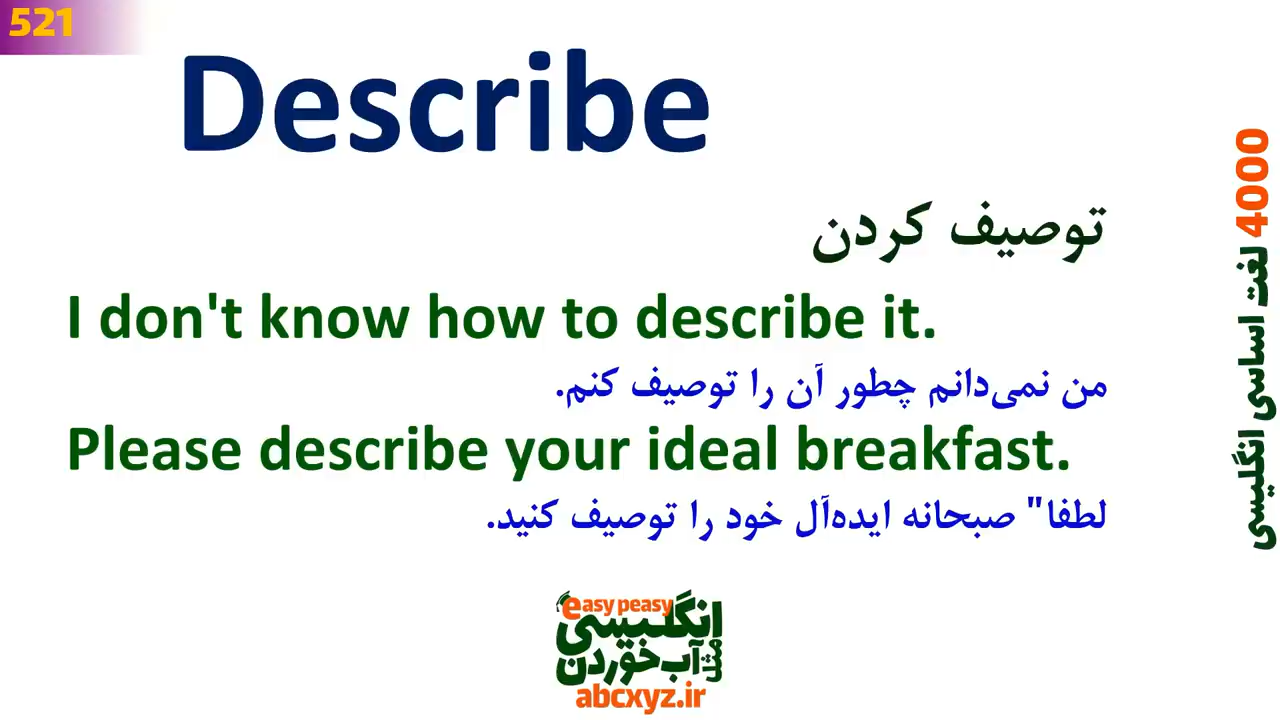 521
Describe
توصیف کردن
I don't know how to describe it.
من نمی‌دانم چطور آن را توصیف کنم.
Please describe your ideal breakfast.
لطفا" صبحانه ایده‌آل خود را توصیف کنید.
4000 لغت اساسی انگلیسی
easy peasy
انگلیسی
مثل آب خوردن
abcxyz.ir